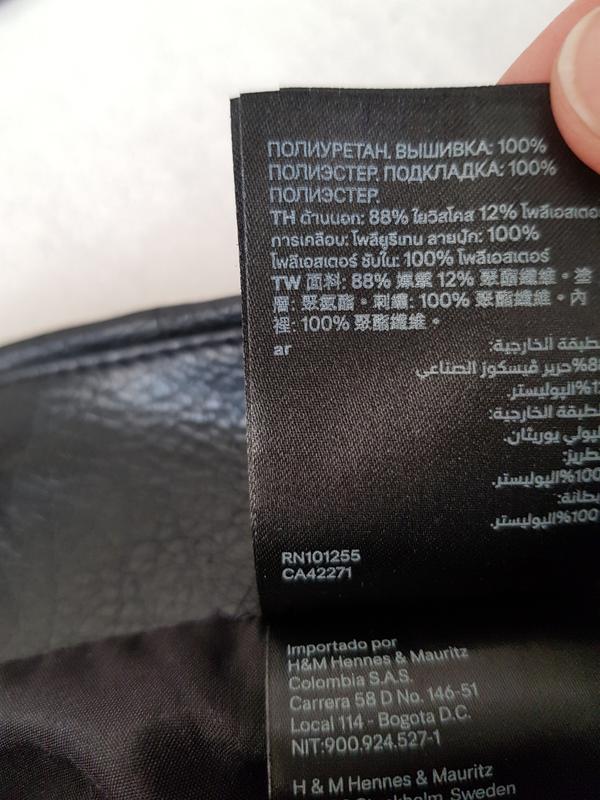 ПОЛИУРЕТАН. ВЫШИВКА: 100%
ПОЛИЭСТЕР. ПОДКЛАДКА: 100%
ПОЛИЭСТЕР.
TH ด้านนอก: 88% ใยวิสโคส 12% โพลีเอสเตอร์
การเคลือบ: โพลียูรีเทน ลายปัก: 100%
โพลีเอสเตอร์ ซับใน: 100% โพลีเอสเตอร์
TW 面料: 88% 嫘縈 12% 聚酯纖維。塗
層: 聚氨酯。刺繡: 100% 聚酯纖維。內
裡: 100% 聚酯纖維。
ar
الخارجية:
حرير ڤيسكوز الصناعي
البوليستر.
الخارجية:
يوريثان.
100%البوليستر.
100%البوليستر.
RN101255
CA42271
Importado por
H&M Hennes & Mauritz
Colombia S.A.S.
Carrera 58 D No. 146-51
Local 114 - Bogota D.C.
NIT:900.924.527-1
H & M Hennes & Mauritz
Stockholm, Sweden